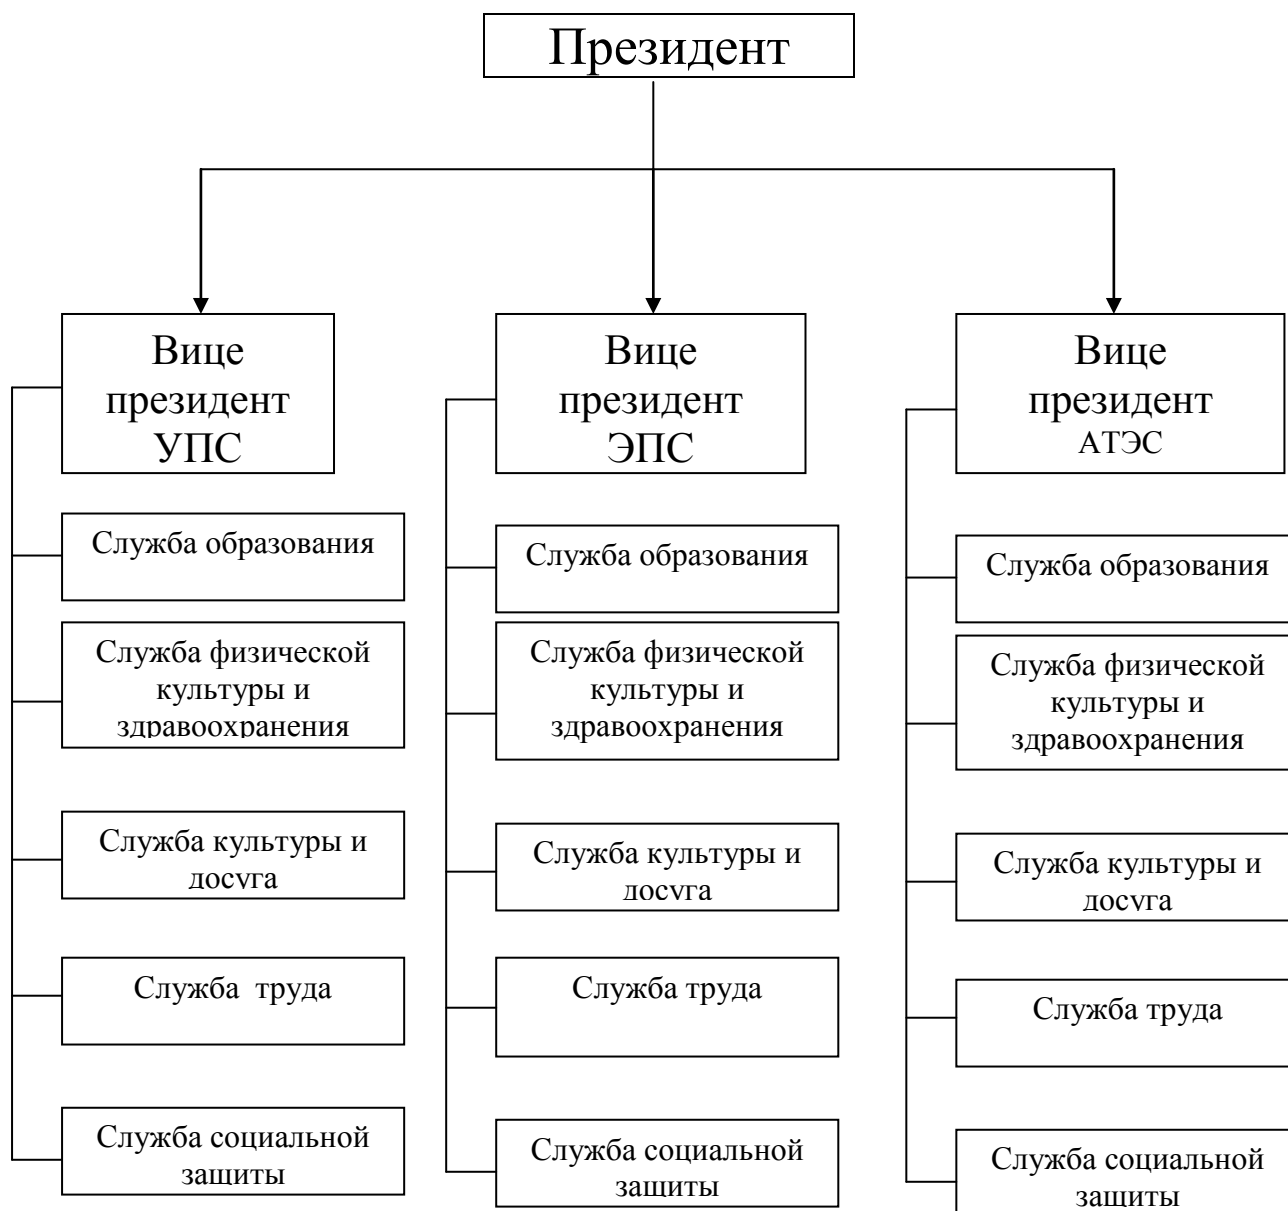 Президент
Вице
президент
УПС
Служба образования
Служба физической
культуры и
здравоохранения
Служба культуры и
досуга
Служба труда
Служба социальной
защиты
Вице
президент
ЭПС
Служба образования
Служба физической
культуры и
здравоохранения
Служба культуры и
досуга
Служба труда
Служба социальной
защиты
Вице
президент
АТЭС
Служба образования
Служба физической
культуры и
здравоохранения
Служба культуры и
досуга
Служба труда
Служба социальной
защиты